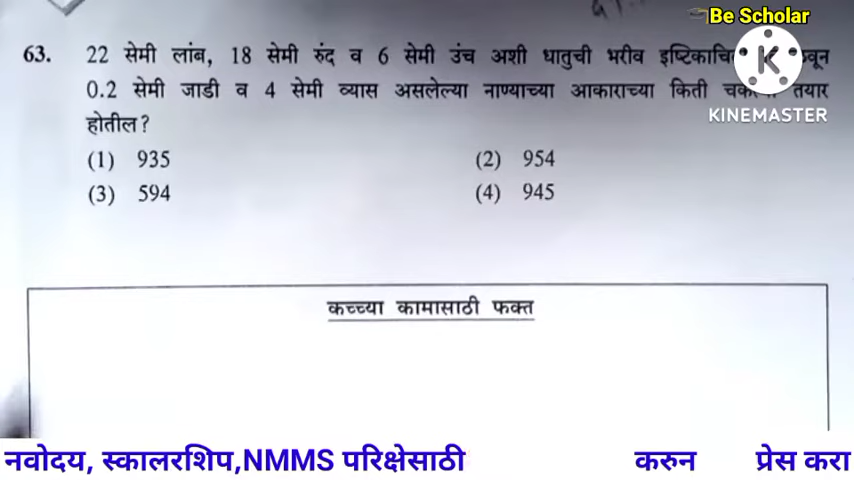 Be Scholar
63. 22 सेमी लांब, 18 सेमी रुंद व 6 सेमी उंच अशी धातुची भरीव
0.2 सेमी जाडी व 4 सेमी व्यास असलेल्या नाण्याच्या आकाराच्या किती तयार
होतील?
KINEMASTER
(1) 935 (2) 954
(3) 594 (4) 945
कच्च्या कामासाठी फक्त
नवोदय, स्कालरशिप,NMMS परिक्षेसाठी करुन प्रेस करा